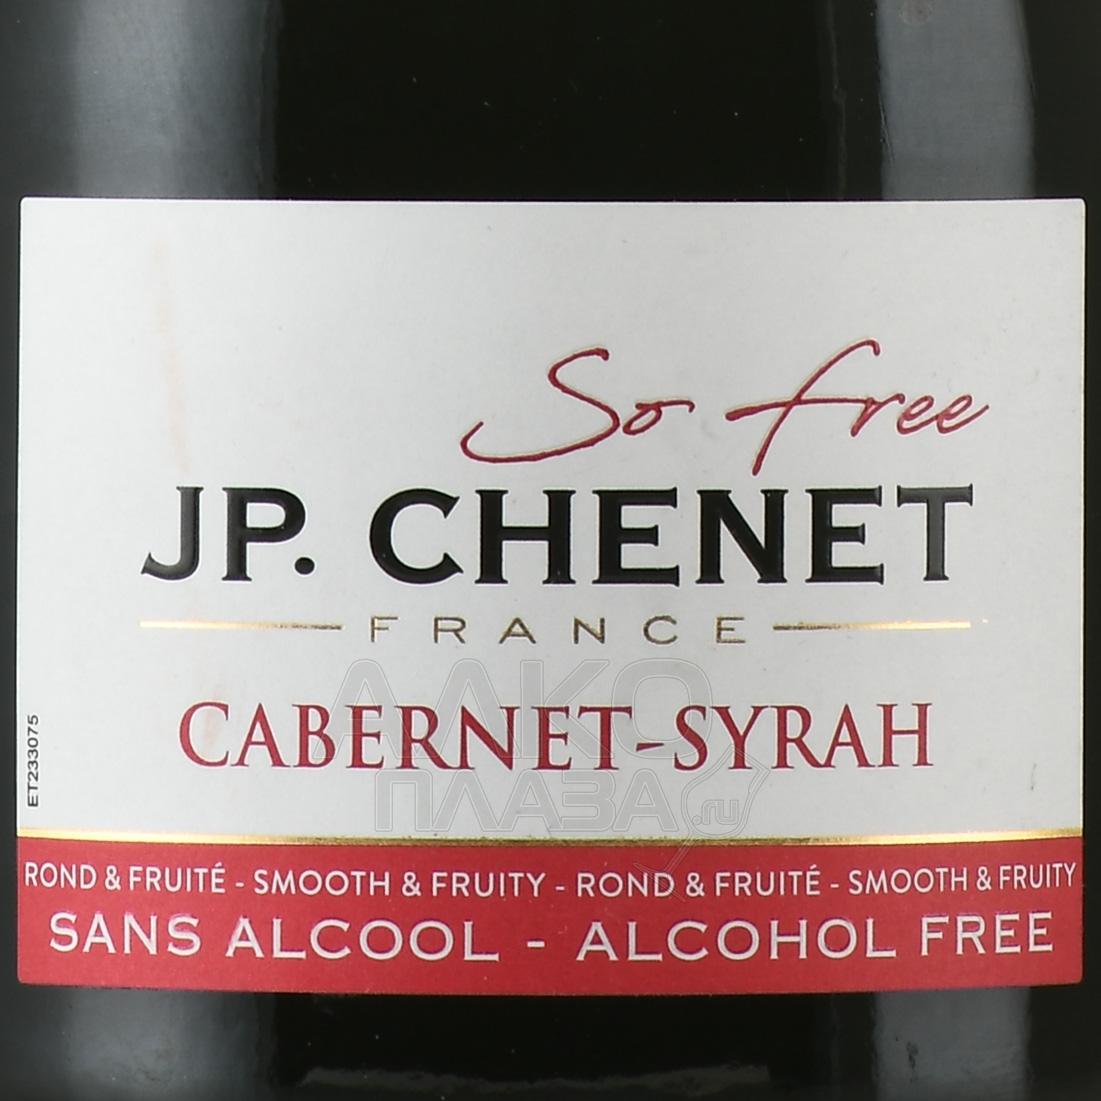 So free
JP. CHENET
FRANCE
CABERNET-SYRAH
АЛКО
ПЛАЗА.ru
ET233075
ROND & FRUITÉ - SMOOTH & FRUITY - ROND & FRUITÉ - SMOOTH & FRUITY
SANS ALCOOL - ALCOHOL FREE